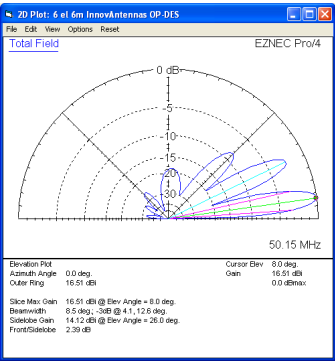 2D Plot: 6 el 6m InnovAntennas OP-DES
File Edit View Options Reset
Total Field
EZNEC Pro/4
0 dB
-5
-10
-15
-20
-30
50.15 MHz
Elevation Plot
Cursor Elev 8.0 deg.
Azimuth Angle 0.0 deg.
Gain 16.51 dBi
Outer Ring 16.51 dBi
0.0 dBmax
Slice Max Gain 16.51 dBi @ Elev Angle = 8.0 deg.
Beamwidth 8.5 deg.; -3dB @ 4.1, 12.6 deg.
Sidelobe Gain 14.12 dBi @ Elev Angle = 26.0 deg.
Front/Sidelobe 2.39 dB